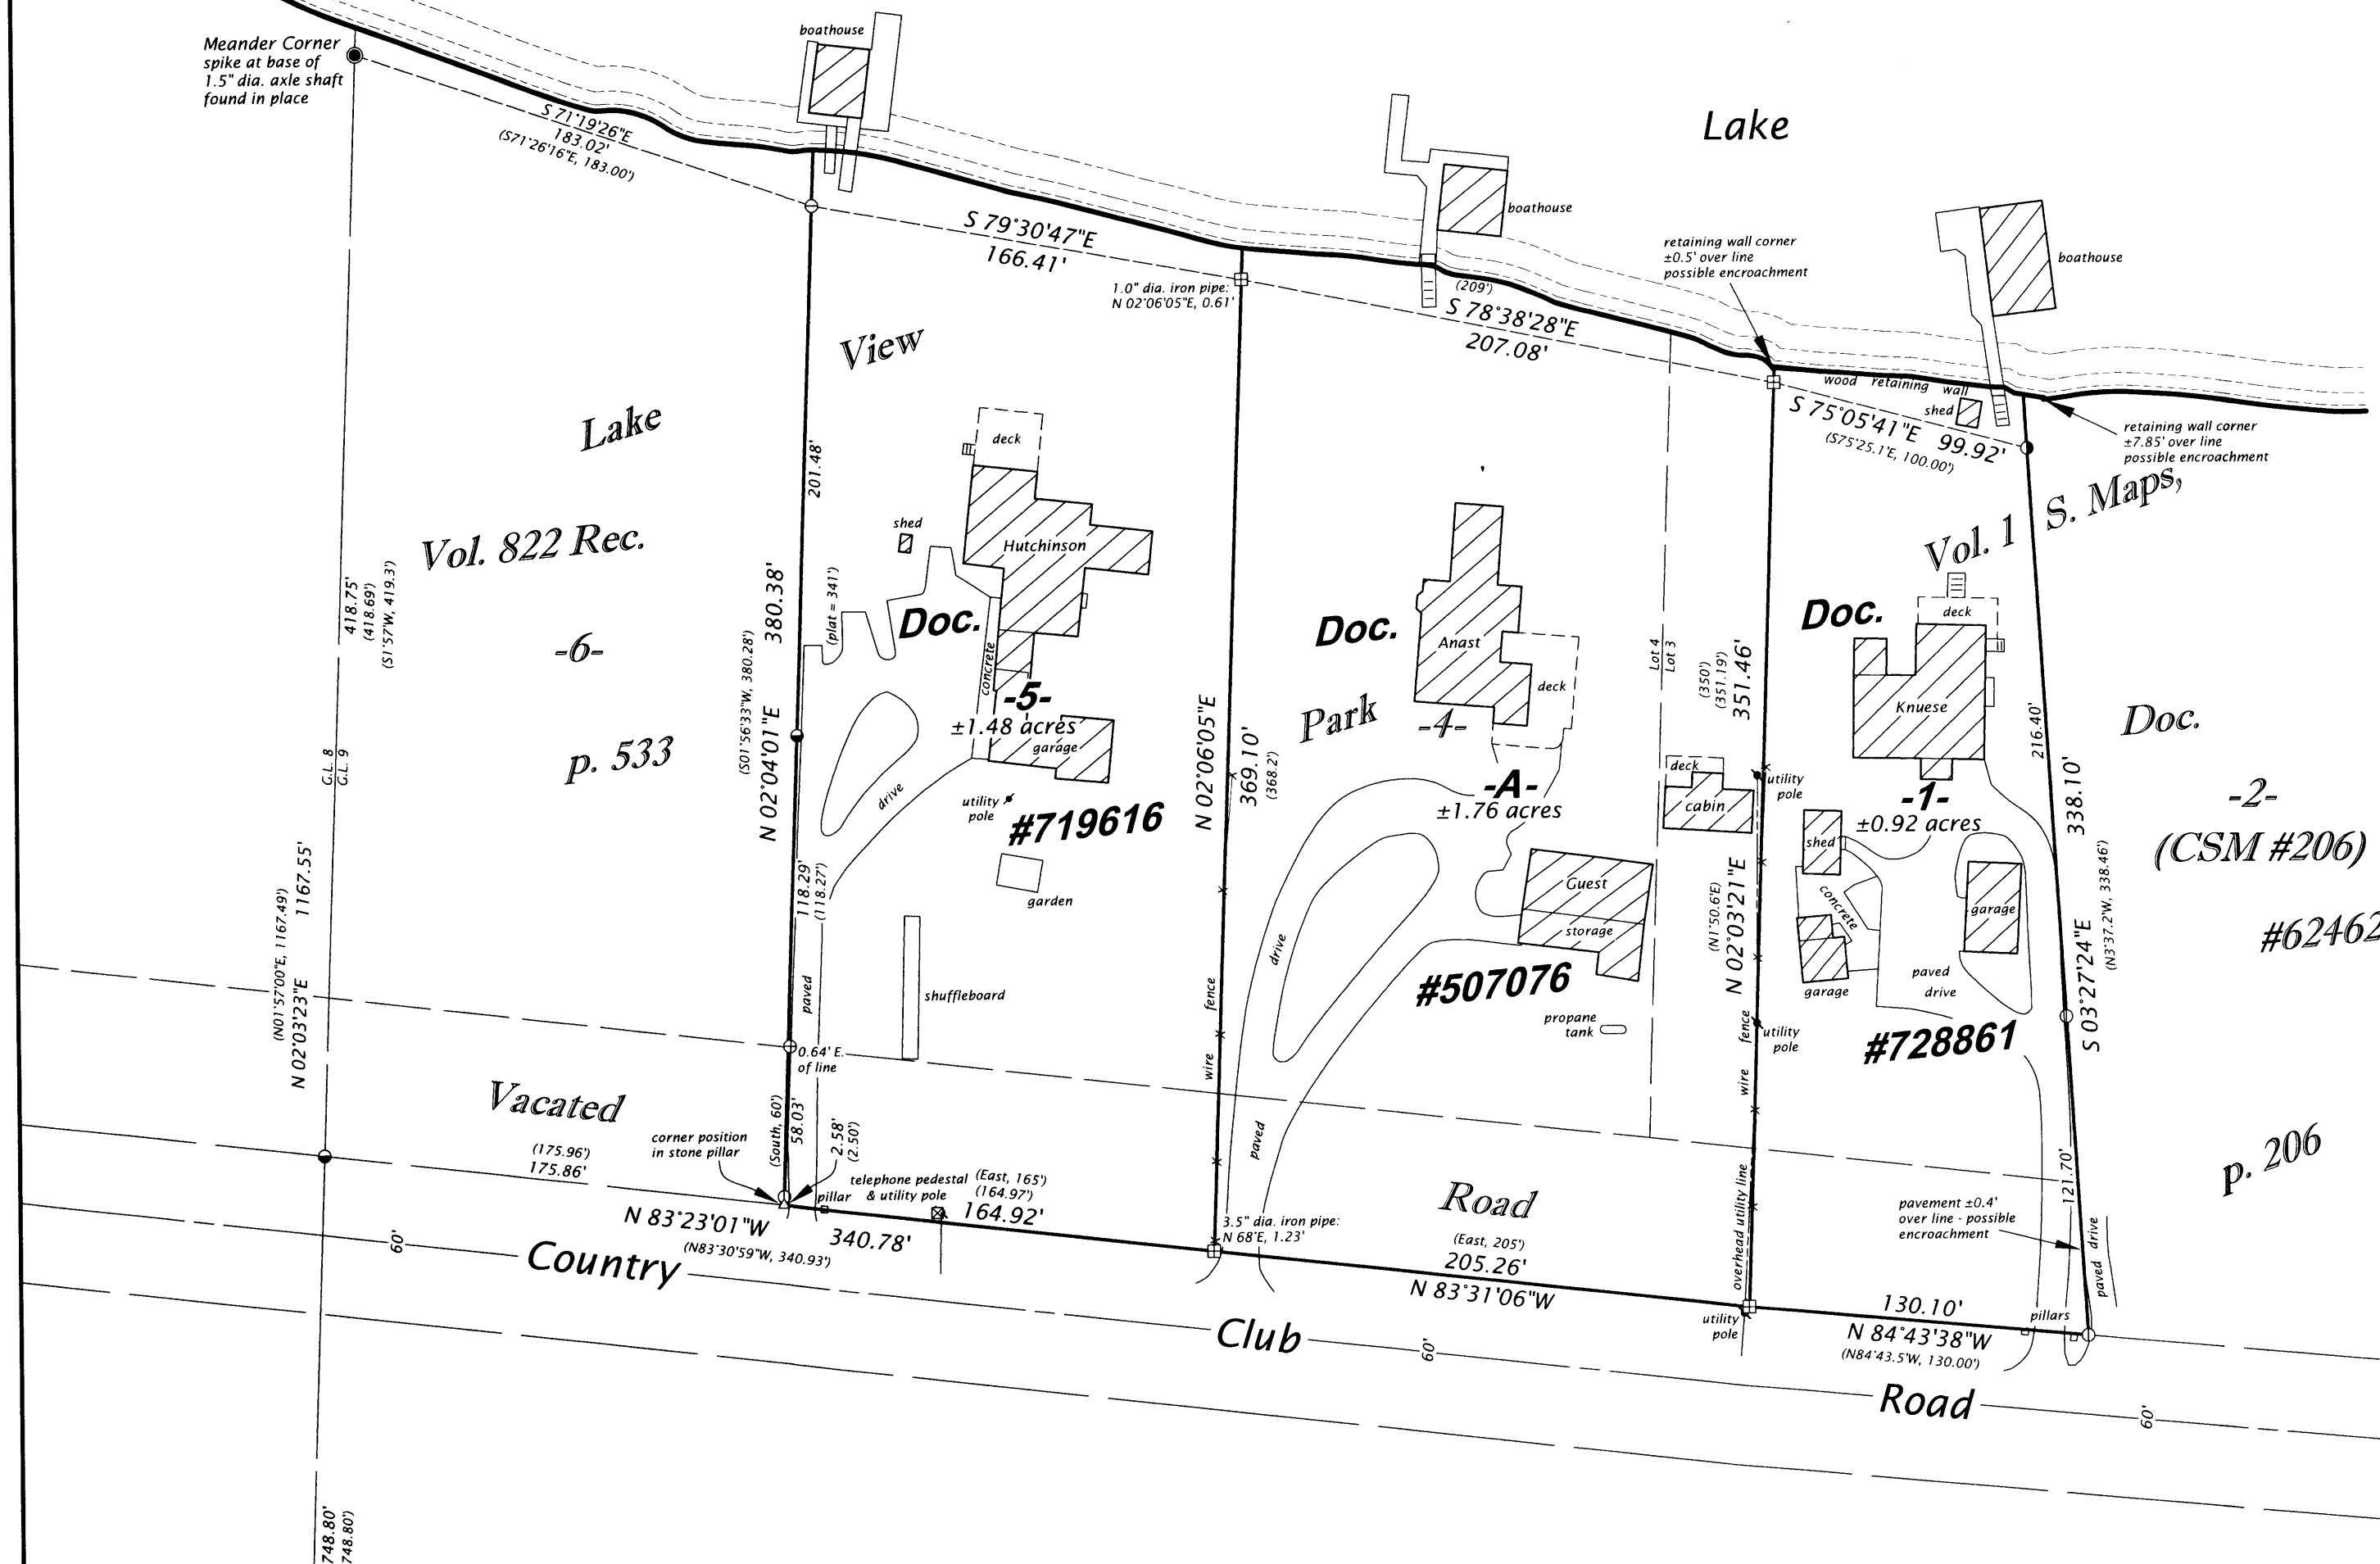 Meander Corner
spike at base of
1.5" dia. axle shaft
found in place
boathouse
S 71°19'26"E
183.02'
(S71°26'16"E, 183.00')
Lake
boathouse
S 79°30'47"E
166.41'
1.0" dia. iron pipe:
N 02°06'05"E, 0.61'
retaining wall corner
±0.5' over line
possible encroachment
boathouse
(209')
S 78°38'28"E
207.08'
wood retaining wall
shed
S 75°05'41"E 99.92'
(S75°25.1'E, 100.00')
retaining wall corner
±7.85' over line
possible encroachment
Lake
View
Vol. 822 Rec.
-6-
p. 533
418.75'
(418.69')
(S1°57'W, 419.3')
G.L. 8
G.L. 9
(N01°57'00"E, 1167.49')
N 02°03'23"E 1167.55'
201.48'
(S01°56'33"W, 380.28')
N 02°04'01"E 380.38'
(plat = 341')
118.29'
(118.27')
paved
deck
shed
Hutchinson
Doc.
concrete
-5-
±1.48 acres
garage
drive
utility
pole
#719616
garden
shuffleboard
0.64' E.
of line
N 02°06'05"E
369.10'
(368.2')
wire fence
Doc.
Anast
deck
Park
-4-
-A-
±1.76 acres
drive
Guest
storage
#507076
propane
tank
paved
Lot 4
Lot 3
(350')
(351.19')
351.46'
deck
cabin
utility
pole
(N1°50.6'E)
N 02°03'21"E
wire fence
utility
pole
overhead utility line
Vol. 1 S. Maps,
Doc.
deck
Knuese
-1-
±0.92 acres
shed
concrete
garage
garage
paved
drive
#728861
216.40'
338.10'
S 03°27'24"E
(N3°37.2'W, 338.46')
121.70'
Doc.
-2-
(CSM #206)
#62462
p. 206
Vacated
Road
(175.96')
175.86'
corner position
in stone pillar
(South, 60')
58.03'
2.58'
(2.50')
pillar
telephone pedestal
& utility pole
(East, 165')
(164.97')
164.92'
N 83°23'01"W 340.78'
(N83°30'59"W, 340.93')
3.5" dia. iron pipe:
N 68°E, 1.23'
(East, 205')
205.26'
N 83°31'06"W
utility
pole
130.10'
N 84°43'38"W
(N84°43.5'W, 130.00')
pillars
pavement ±0.4'
over line - possible
encroachment
paved drive
60'
Country
Club
60'
Road
60'
748.80'
748.80')